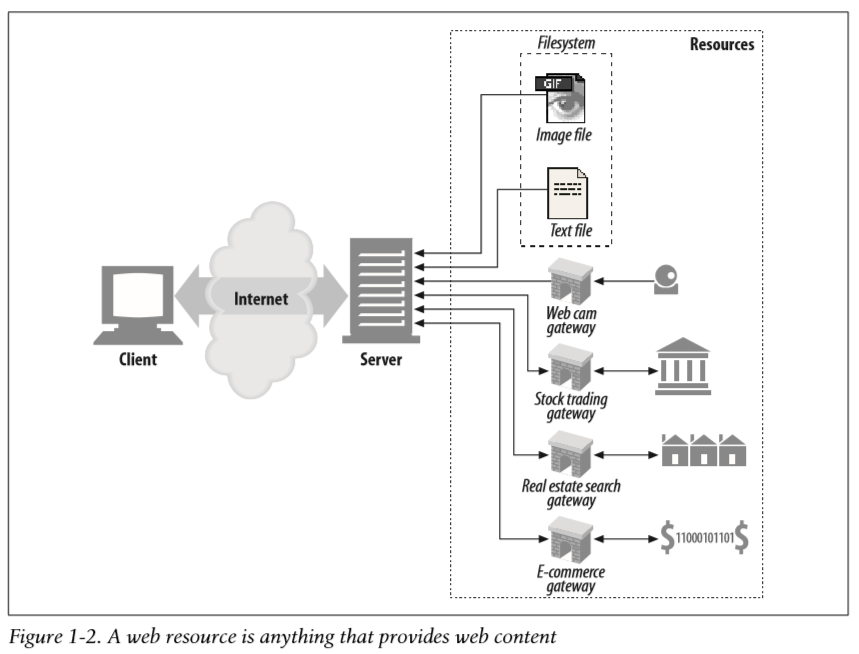 Filesystem
Resources
GIF
Image file
Text file
Internet
Client
Server
Web cam
gateway
Stock trading
gateway
Real estate search
gateway
E-commerce
gateway
$11000101101$
Figure 1-2. A web resource is anything that provides web content